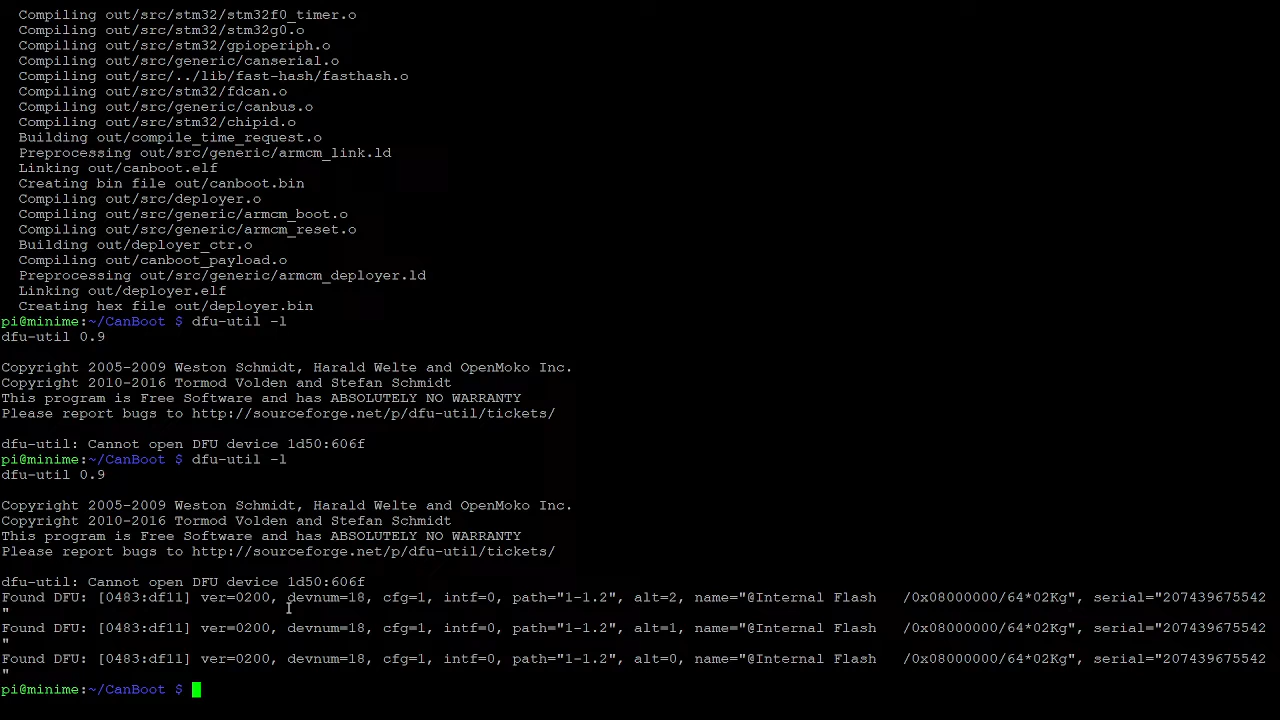 Compiling out/src/stm32/stm32f0_timer.o
Compiling out/src/stm32/stm32g0.o
Compiling out/src/stm32/gpioperiph.o
Compiling out/src/generic/canserial.o
Compiling out/src/../lib/fast-hash/fasthash.o
Compiling out/src/stm32/fdcan.o
Compiling out/src/generic/canbus.o
Compiling out/src/stm32/chipid.o
Building out/compile_time_request.o
Preprocessing out/src/generic/armcm_link.ld
Linking out/canboot.elf
Creating bin file out/canboot.bin
Compiling out/src/deployer.o
Compiling out/src/generic/armcm_boot.o
Compiling out/src/generic/armcm_reset.o
Building out/deployer_ctr.o
Compiling out/canboot_payload.o
Preprocessing out/src/generic/armcm_deployer.ld
Linking out/deployer.elf
Creating hex file out/deployer.bin
pi@minime:~/CanBoot $ dfu-util -l
dfu-util 0.9
Copyright 2005-2009 Weston Schmidt, Harald Welte and OpenMoko Inc.
Copyright 2010-2016 Tormod Volden and Stefan Schmidt
This program is Free Software and has ABSOLUTELY NO WARRANTY
Please report bugs to http://sourceforge.net/p/dfu-util/tickets/
dfu-util: Cannot open DFU device 1d50:606f
pi@minime:~/CanBoot $ dfu-util -l
dfu-util 0.9
Copyright 2005-2009 Weston Schmidt, Harald Welte and OpenMoko Inc.
Copyright 2010-2016 Tormod Volden and Stefan Schmidt
This program is Free Software and has ABSOLUTELY NO WARRANTY
Please report bugs to http://sourceforge.net/p/dfu-util/tickets/
dfu-util: Cannot open DFU device 1d50:606f
Found DFU: [0483:df11] ver=0200, devnum=18, cfg=1, intf=0, path="1-1.2", alt=2, name="@Internal Flash   /0x08000000/64*02Kg", serial="207439675542
"
Found DFU: [0483:df11] ver=0200, devnum=18, cfg=1, intf=0, path="1-1.2", alt=1, name="@Internal Flash   /0x08000000/64*02Kg", serial="207439675542
"
Found DFU: [0483:df11] ver=0200, devnum=18, cfg=1, intf=0, path="1-1.2", alt=0, name="@Internal Flash   /0x08000000/64*02Kg", serial="207439675542
"
pi@minime:~/CanBoot $